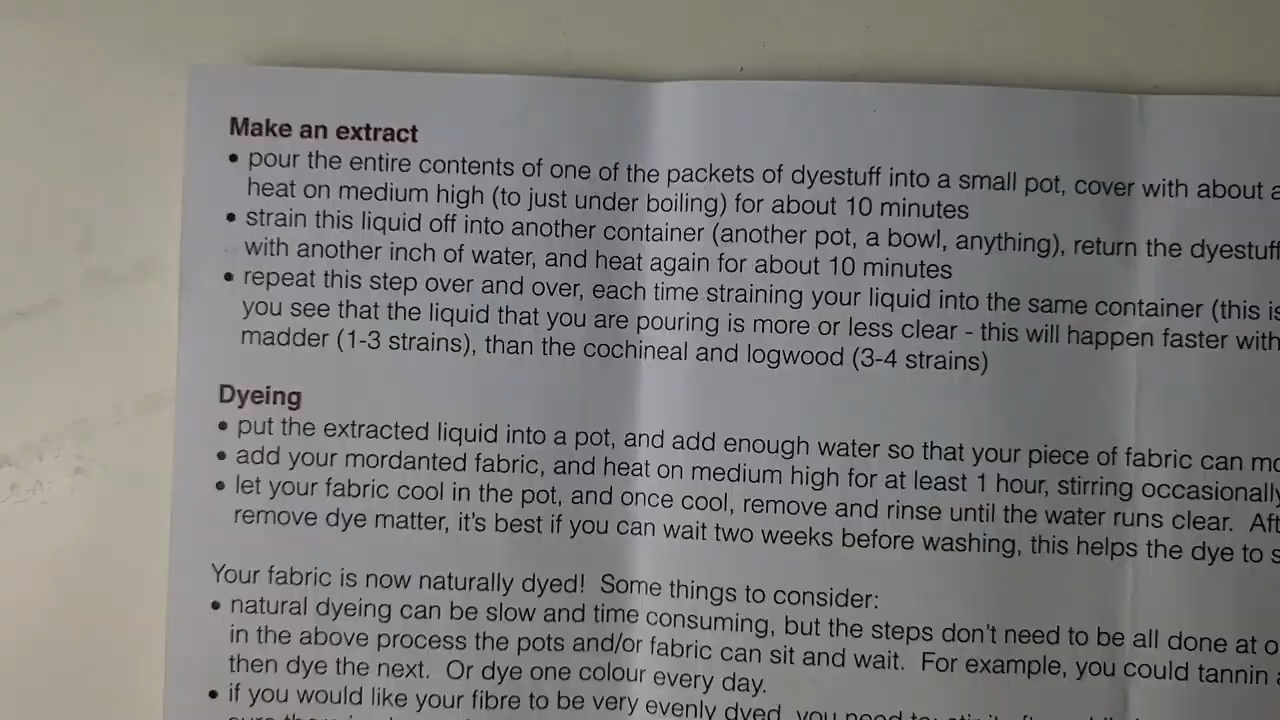 Make an extract
• pour the entire contents of one of the packets of dyestuff into a small pot, cover with about
heat on medium high (to just under boiling) for about 10 minutes
• strain this liquid off into another container (another pot, a bowl, anything), return the dyestuff
with another inch of water, and heat again for about 10 minutes
• repeat this step over and over, each time straining your liquid into the same container (this is
you see that the liquid that you are pouring is more or less clear - this will happen faster with
madder (1-3 strains), than the cochineal and logwood (3-4 strains)
Dyeing
• put the extracted liquid into a pot, and add enough water so that your piece of fabric can
• add your mordanted fabric, and heat on medium high for at least 1 hour, stirring occasionally
• let your fabric cool in the pot, and once cool, remove and rinse until the water runs clear.
remove dye matter, it's best if you can wait two weeks before washing, this helps the dye to
Your fabric is now naturally dyed! Some things to consider:
• natural dyeing can be slow and time consuming, but the steps don't need to be all done at
in the above process the pots and/or fabric can sit and wait. For example, you could tannin
then dye the next. Or dye one colour every day.
• if you would like your fibre to be very evenly dyed, you need to: